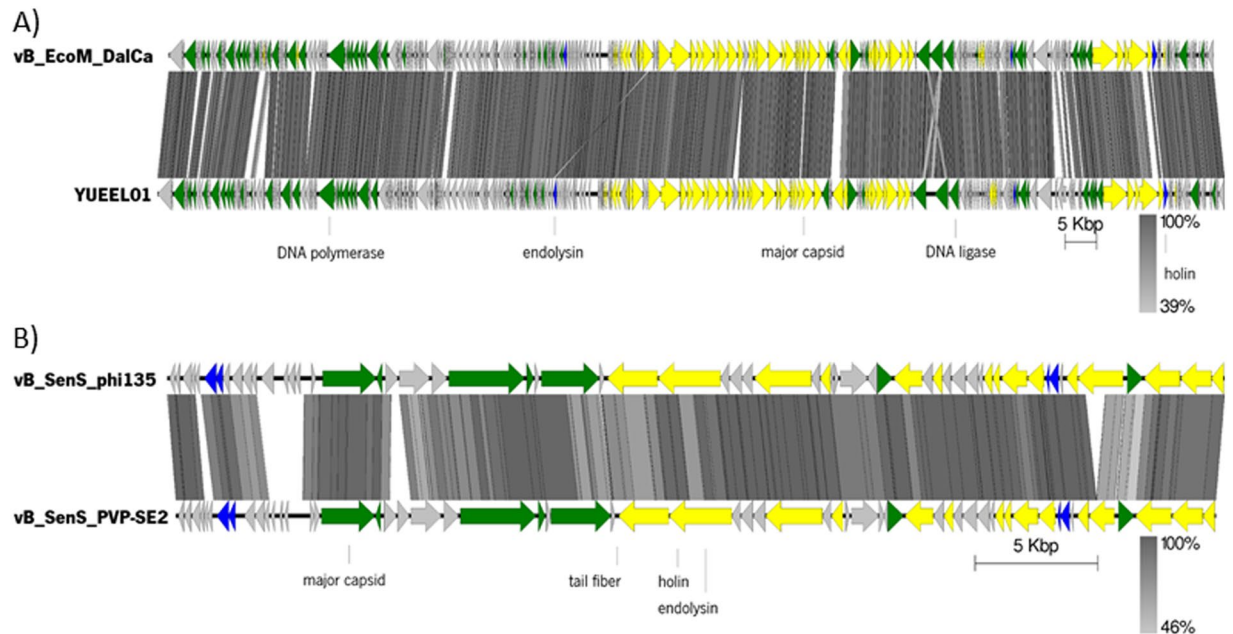 A)
vB_EcoM_DalCa
YUEEL01
DNA polymerase
endolysin
major capsid
DNA ligase
5 Kbp
100%
holin
39%
B)
vB_SenS_phi135
vB_SenS_PVP-SE2
major capsid
tail fiber
holin
endolysin
5 Kbp
100%
46%